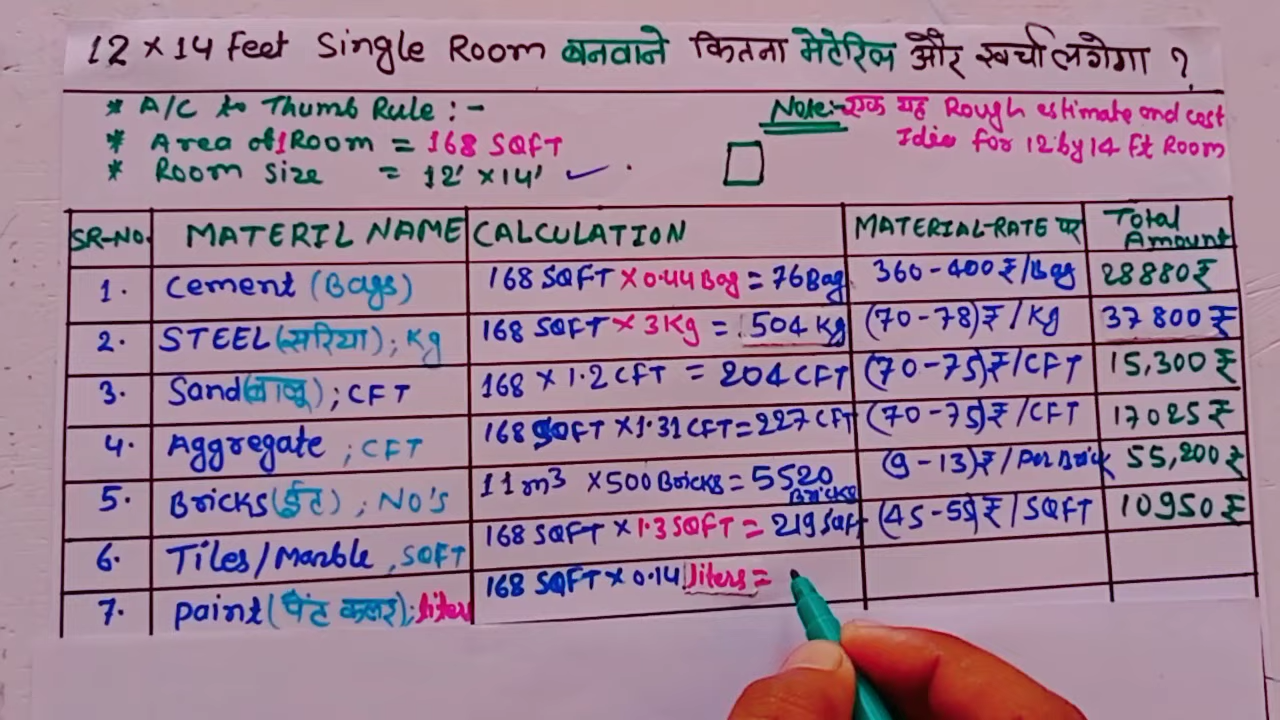 12 × 14 Feet Single Room बनवाने कितना मेटेरिल और खर्चा लगेगा ?
* A/C to Thumb Rule : -
* Area of 1 Room = 168 SQFT
* Room Size = 12' × 14' ✓ .
Note:- एक यह Rough estimate and cost
Idie for 12 by 14 Ft Room
SR-NO. MATERIL NAME CALCULATION MATERIAL-RATE पर Total Amount
1. Cement (Bags) 168 SQFT × 0.44 Bag = 76 Bag 360 - 400 ₹ / Bag 28880 ₹
2. STEEL (सरिया) ; Kg 168 SQFT × 3 Kg = 504 Kg (70 - 78) ₹ / Kg 37800 ₹
3. Sand (बालू) ; CFT 168 × 1.2 CFT = 204 CFT (70 - 75) ₹ / CFT 15,300 ₹
4. Aggregate ; CFT 168 SQFT × 1.31 CFT = 227 CFT (70 - 75) ₹ / CFT 17025 ₹
5. Bricks (ईंट) ; NO'S 11 m³ × 500 Bricks = 5520 Bricks (9 - 13) ₹ / Per Brick 55,200 ₹
6. Tiles / Marble , SQFT 168 SQFT × 1.3 SQFT = 219 Sqft (45 - 55) ₹ / SQFT 10950 ₹
7. Paint (पेंट कलर) ; liters 168 SQFT × 0.14 liters =